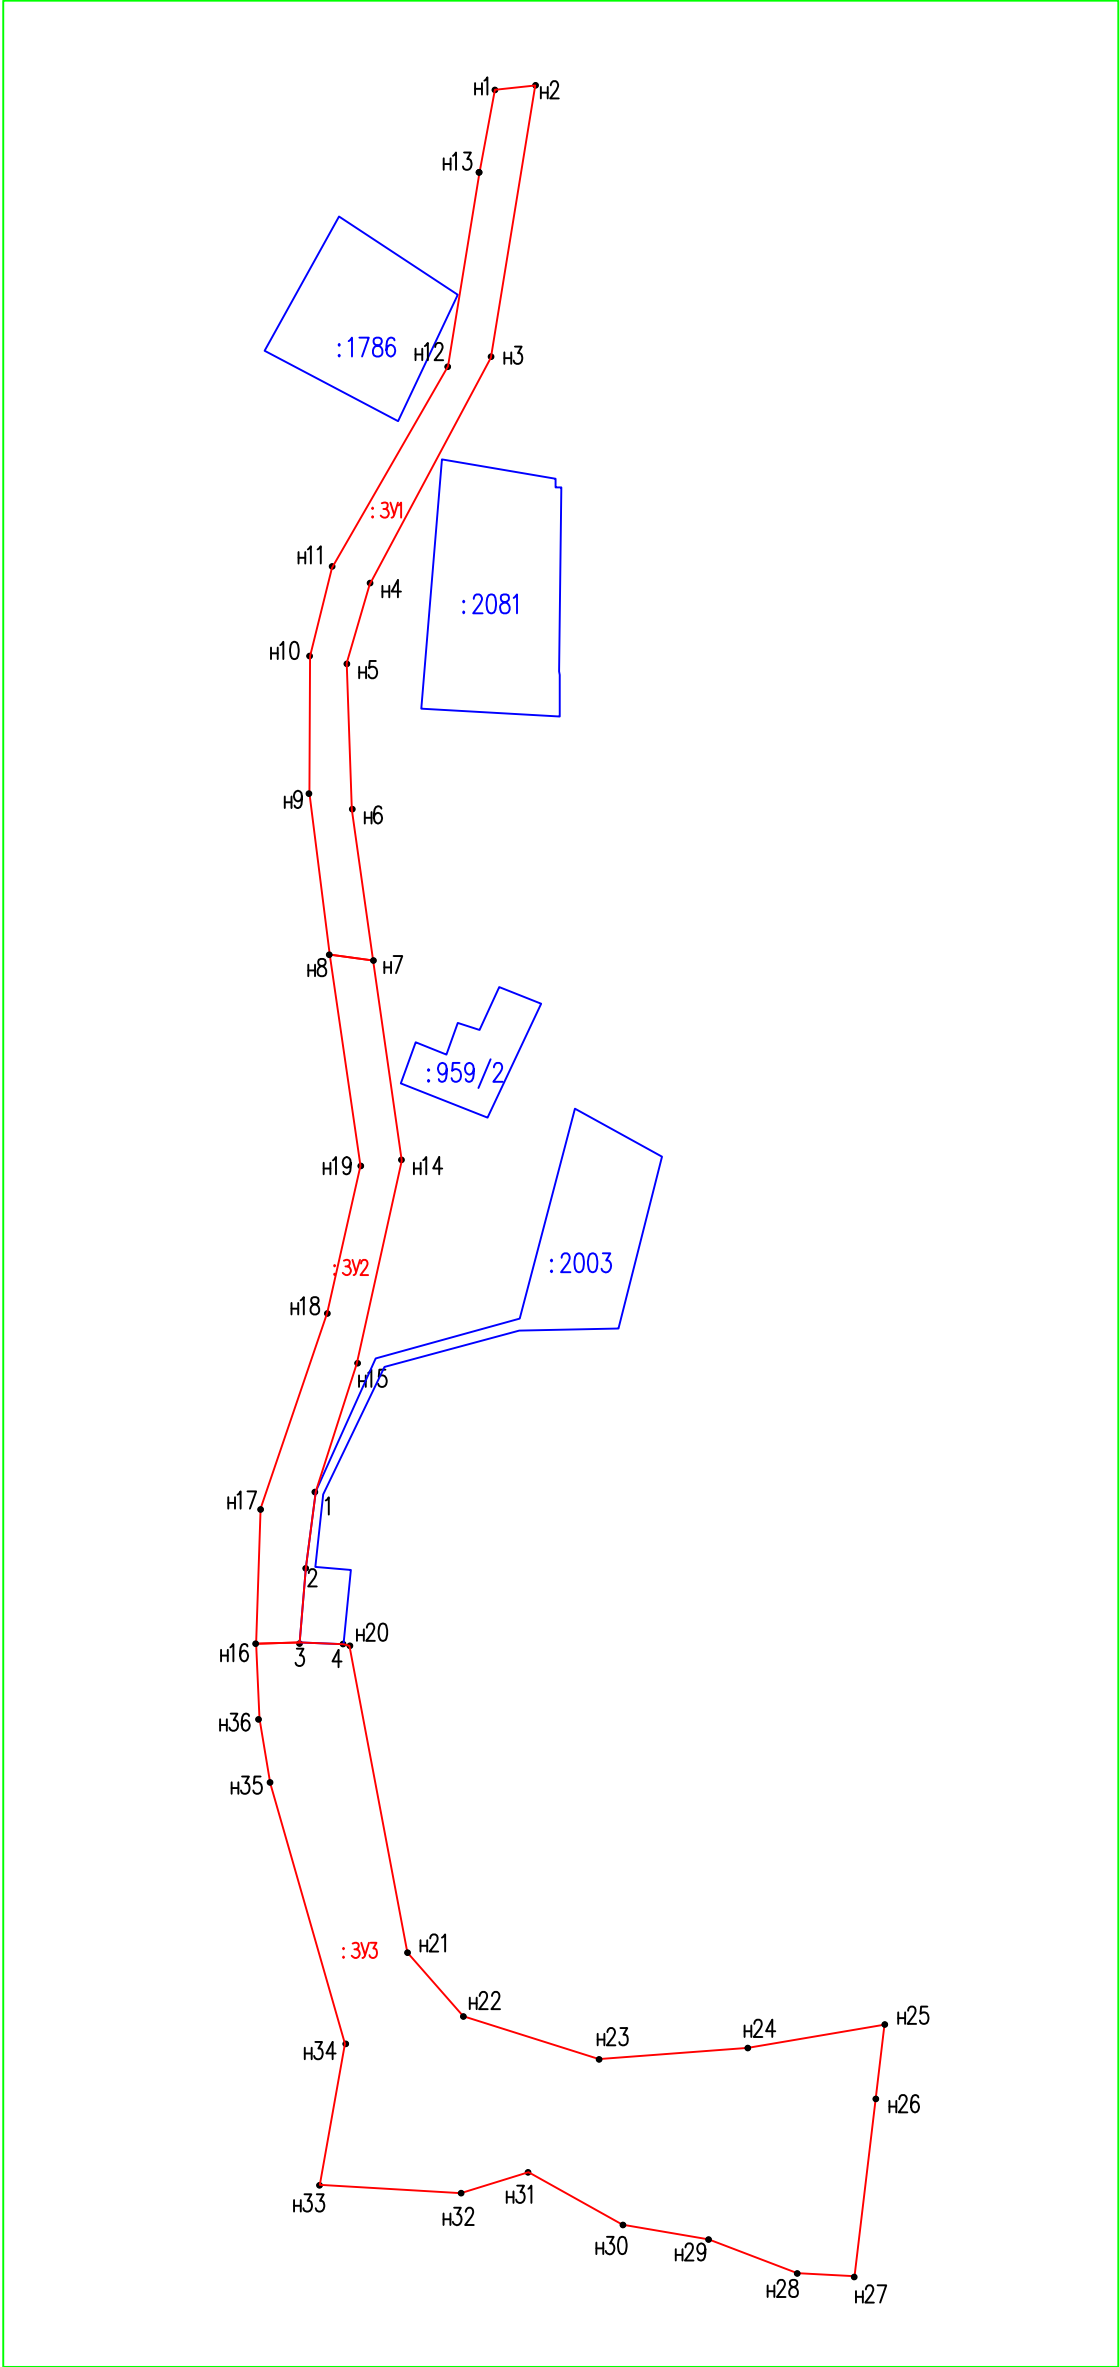 н1
н2
н13
:1786
н12
н3
:ЗУ1
н11
н4
:2081
н10
н5
н9
н6
н8
н7
:959/2
н19
н14
:2003
:ЗУ2
н18
н15
н17
1
2
н20
н16
3
4
н36
н35
н21
:ЗУ3
н22
н25
н23
н24
н34
н26
н31
н33
н32
н30
н29
н28
н27